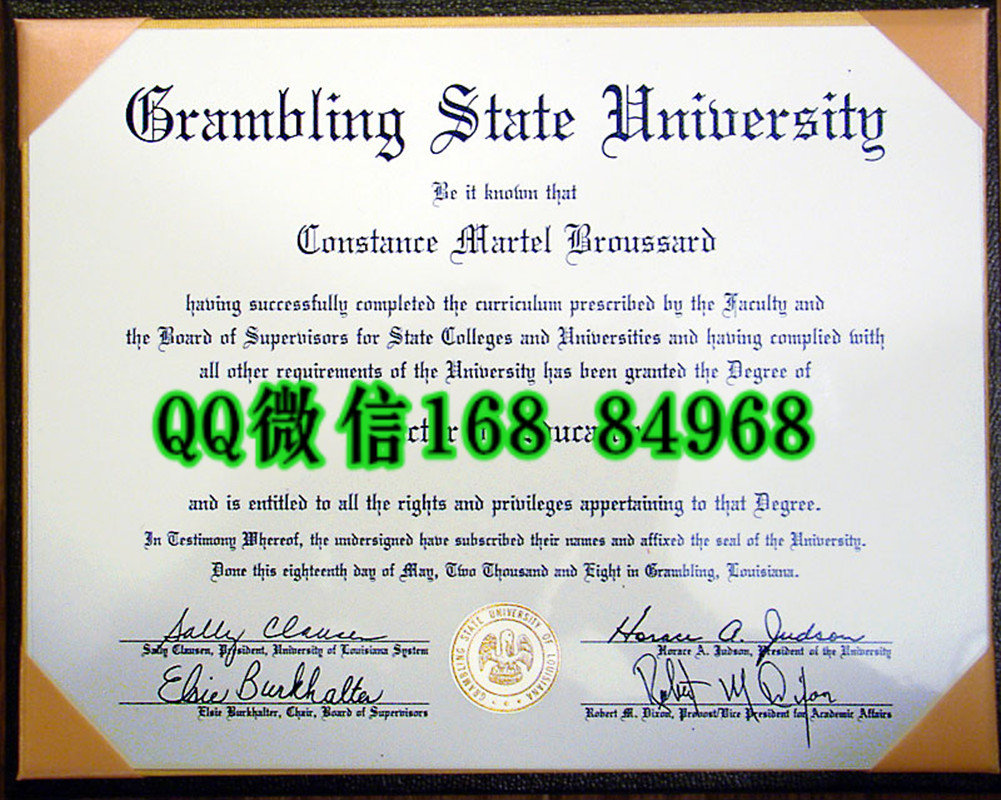 Grambling State University
Be it known that
Constance Martel Broussard
having successfully completed the curriculum prescribed by the Faculty and
the Board of Supervisors for State Colleges and Universities and having complied with
all other requirements of the University has been granted the Degree of
QQ微信168 84968
and is entitled to all the rights and privileges appertaining to that Degree.
In Testimony Whereof, the undersigned have subscribed their names and affixed the seal of the University.
Done this eighteenth day of May, Two Thousand and Eight in Grambling, Louisiana.
Sally Clausen
Horace A. Judson
Sally Clausen, President, University of Louisiana System
Horace A. Judson, President of the University
GRAMBLING STATE UNIVERSITY OF LOUISIANA
Elsie Burkhalter
Robert M Dixon
Elsie Burkhalter, Chair, Board of Supervisors
Robert M. Dixon, Provost/Vice President for Academic Affairs